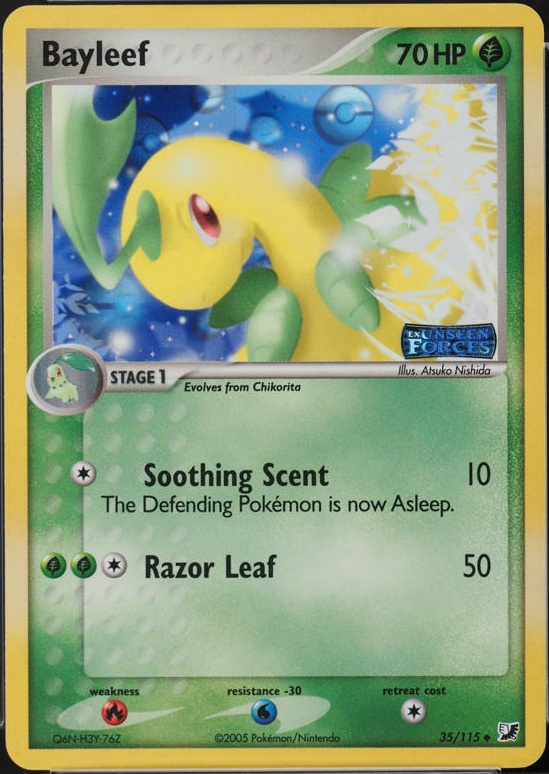 Bayleef 70 HP
EX UNSEEN
FORCES
Illus. Atsuko Nishida
STAGE 1
Evolves from Chikorita
Soothing Scent 10
The Defending Pokémon is now Asleep.
Razor Leaf 50
weakness resistance -30 retreat cost
Q6N-H3Y-76Z ©2005 Pokémon/Nintendo 35/115